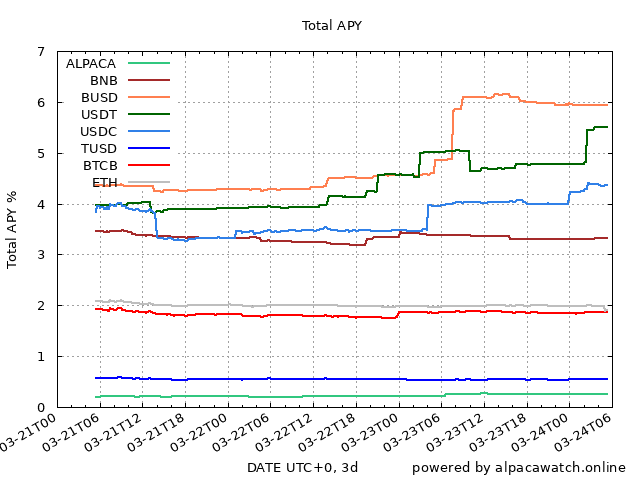 Total APY
7
6
5
4
3
2
1
0
Total APY %
ALPACA
BNB
BUSD
USDT
USDC
TUSD
BTCB
ETH
03-21T00
03-21T06
03-21T12
03-21T18
03-22T00
03-22T06
03-22T12
03-22T18
03-23T00
03-23T06
03-23T12
03-23T18
03-24T00
03-24T06
DATE UTC+0, 3d
powered by alpacawatch.online